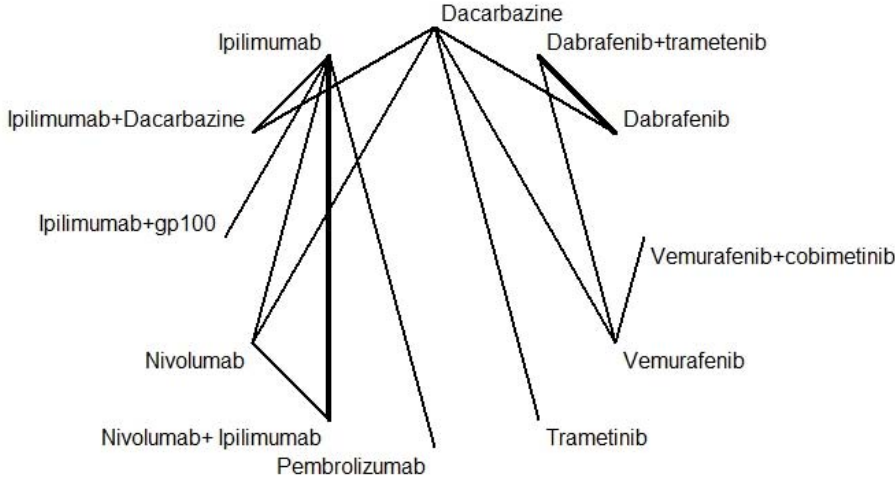 Dacarbazine
Ipilimumab
Dabrafenib+trametenib
Ipilimumab+Dacarbazine
Dabrafenib
Ipilimumab+gp100
Vemurafenib+cobimetinib
Nivolumab
Vemurafenib
Nivolumab+ Ipilimumab
Trametinib
Pembrolizumab